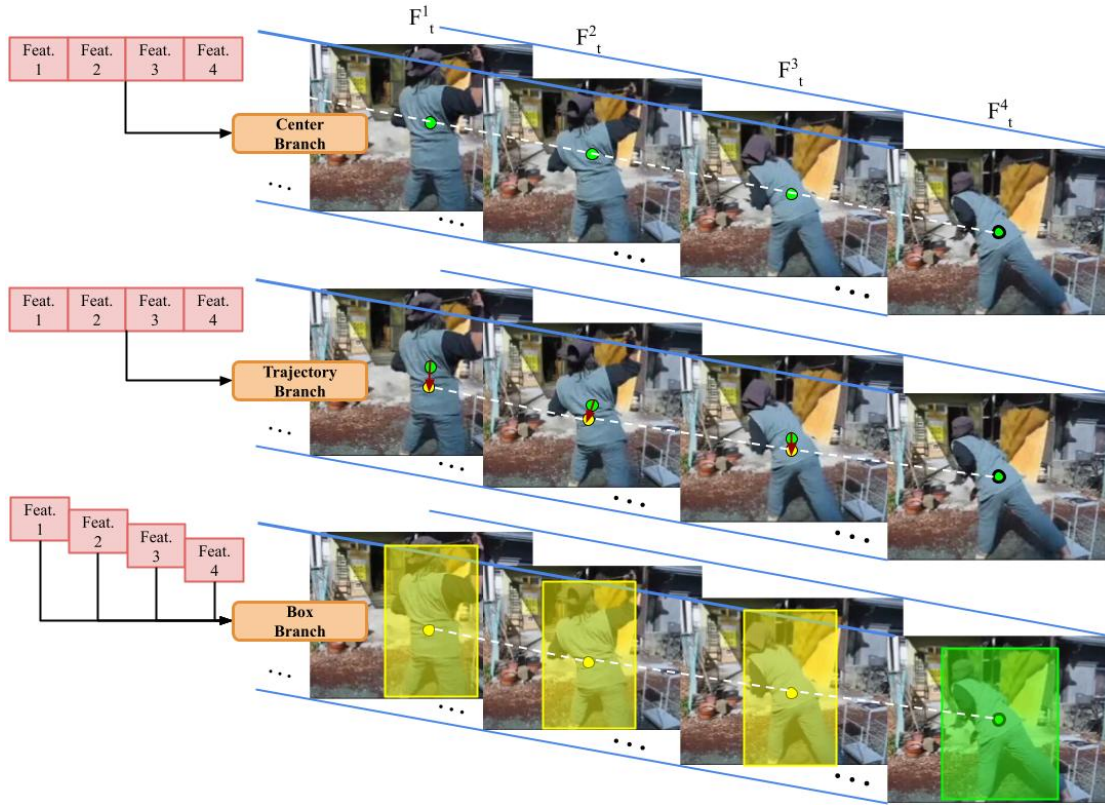 F¹ₜ
F²ₜ
F³ₜ
F⁴ₜ
Feat. 1
Feat. 2
Feat. 3
Feat. 4
Center
Branch
...
...
...
...
Feat. 1
Feat. 2
Feat. 3
Feat. 4
Trajectory
Branch
...
...
...
...
Feat. 1
Feat. 2
Feat. 3
Feat. 4
Box
Branch
...
...
...
...